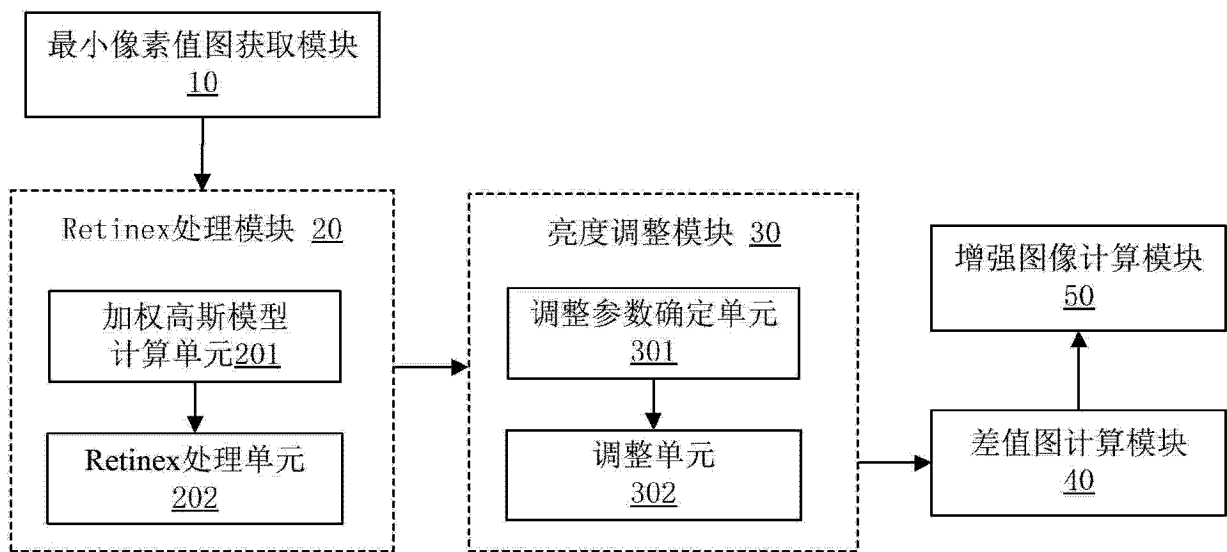 最小像素值图获取模块
10
Retinex处理模块 20
加权高斯模型
计算单元201
Retinex处理单元
202
亮度调整模块 30
调整参数确定单元
301
调整单元
302
增强图像计算模块
50
差值图计算模块
40